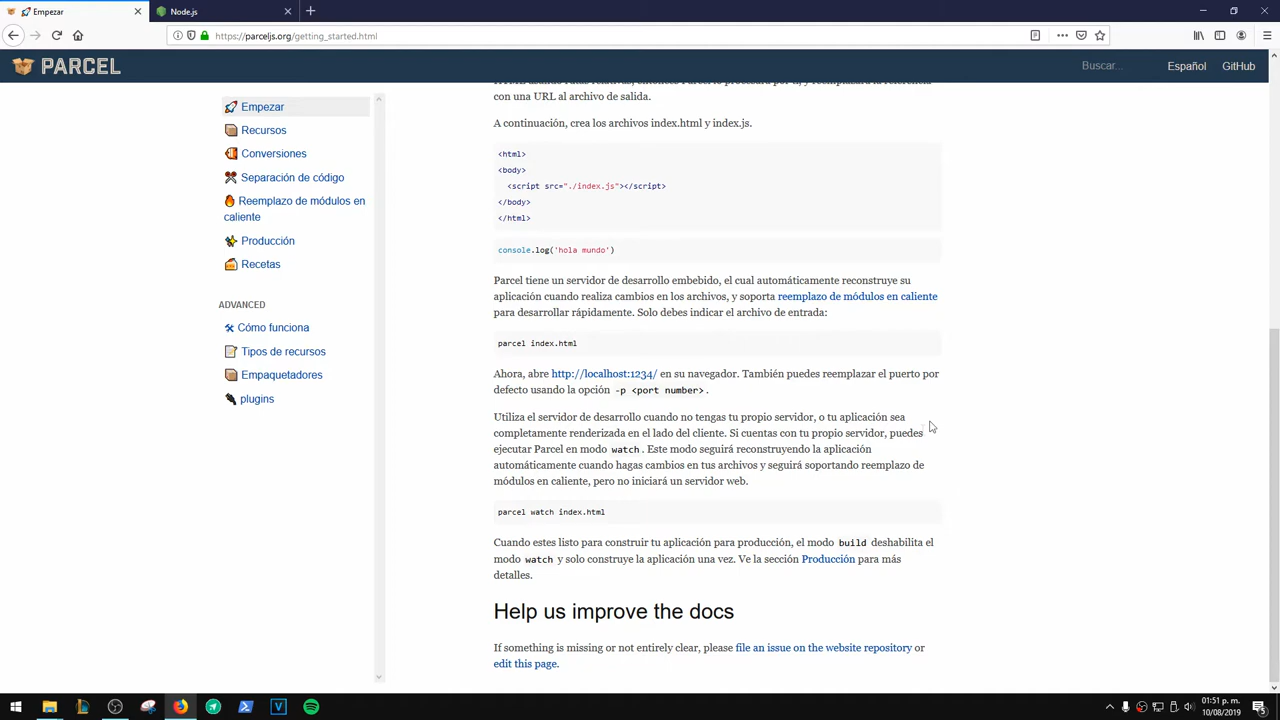 Empezar
Node.js
https://parceljs.org/getting_started.html
PARCEL
Buscar...
Español
GitHub
Empezar
Recursos
Conversiones
Separación de código
Reemplazo de módulos en
caliente
Producción
Recetas
ADVANCED
Cómo funciona
Tipos de recursos
Empaquetadores
plugins
con una URL al archivo de salida.
A continuación, crea los archivos index.html y index.js.
<html>
<body>
<script src="./index.js"></script>
</body>
</html>
console.log('hola mundo')
Parcel tiene un servidor de desarrollo embebido, el cual automáticamente reconstruye su
aplicación cuando realiza cambios en los archivos, y soporta reemplazo de módulos en caliente
para desarrollar rápidamente. Solo debes indicar el archivo de entrada:
parcel index.html
Ahora, abre http://localhost:1234/ en su navegador. También puedes reemplazar el puerto por
defecto usando la opción -p <port number>.
Utiliza el servidor de desarrollo cuando no tengas tu propio servidor, o tu aplicación sea
completamente renderizada en el lado del cliente. Si cuentas con tu propio servidor, puedes
ejecutar Parcel en modo watch. Este modo seguirá reconstruyendo la aplicación
automáticamente cuando hagas cambios en tus archivos y seguirá soportando reemplazo de
módulos en caliente, pero no iniciará un servidor web.
parcel watch index.html
Cuando estes listo para construir tu aplicación para producción, el modo build deshabilita el
modo watch y solo construye la aplicación una vez. Ve la sección Producción para más
detalles.
Help us improve the docs
If something is missing or not entirely clear, please file an issue on the website repository or
edit this page.
01:51 p. m.
10/08/2019
5